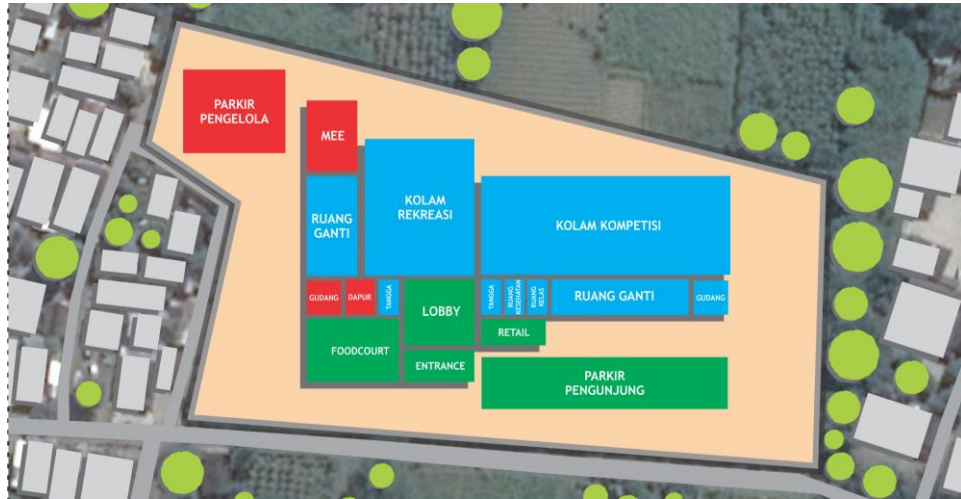 PARKIR
PENGELOLA
MEE
KOLAM
REKREASI
RUANG
GANTI
KOLAM KOMPETISI
GUDANG
DAPUR
TANGGA
LOBBY
TANGGA
RUANG
KESEHATAN
RUANG
KELAS
RUANG GANTI
GUDANG
RETAIL
FOODCOURT
ENTRANCE
PARKIR
PENGUNJUNG